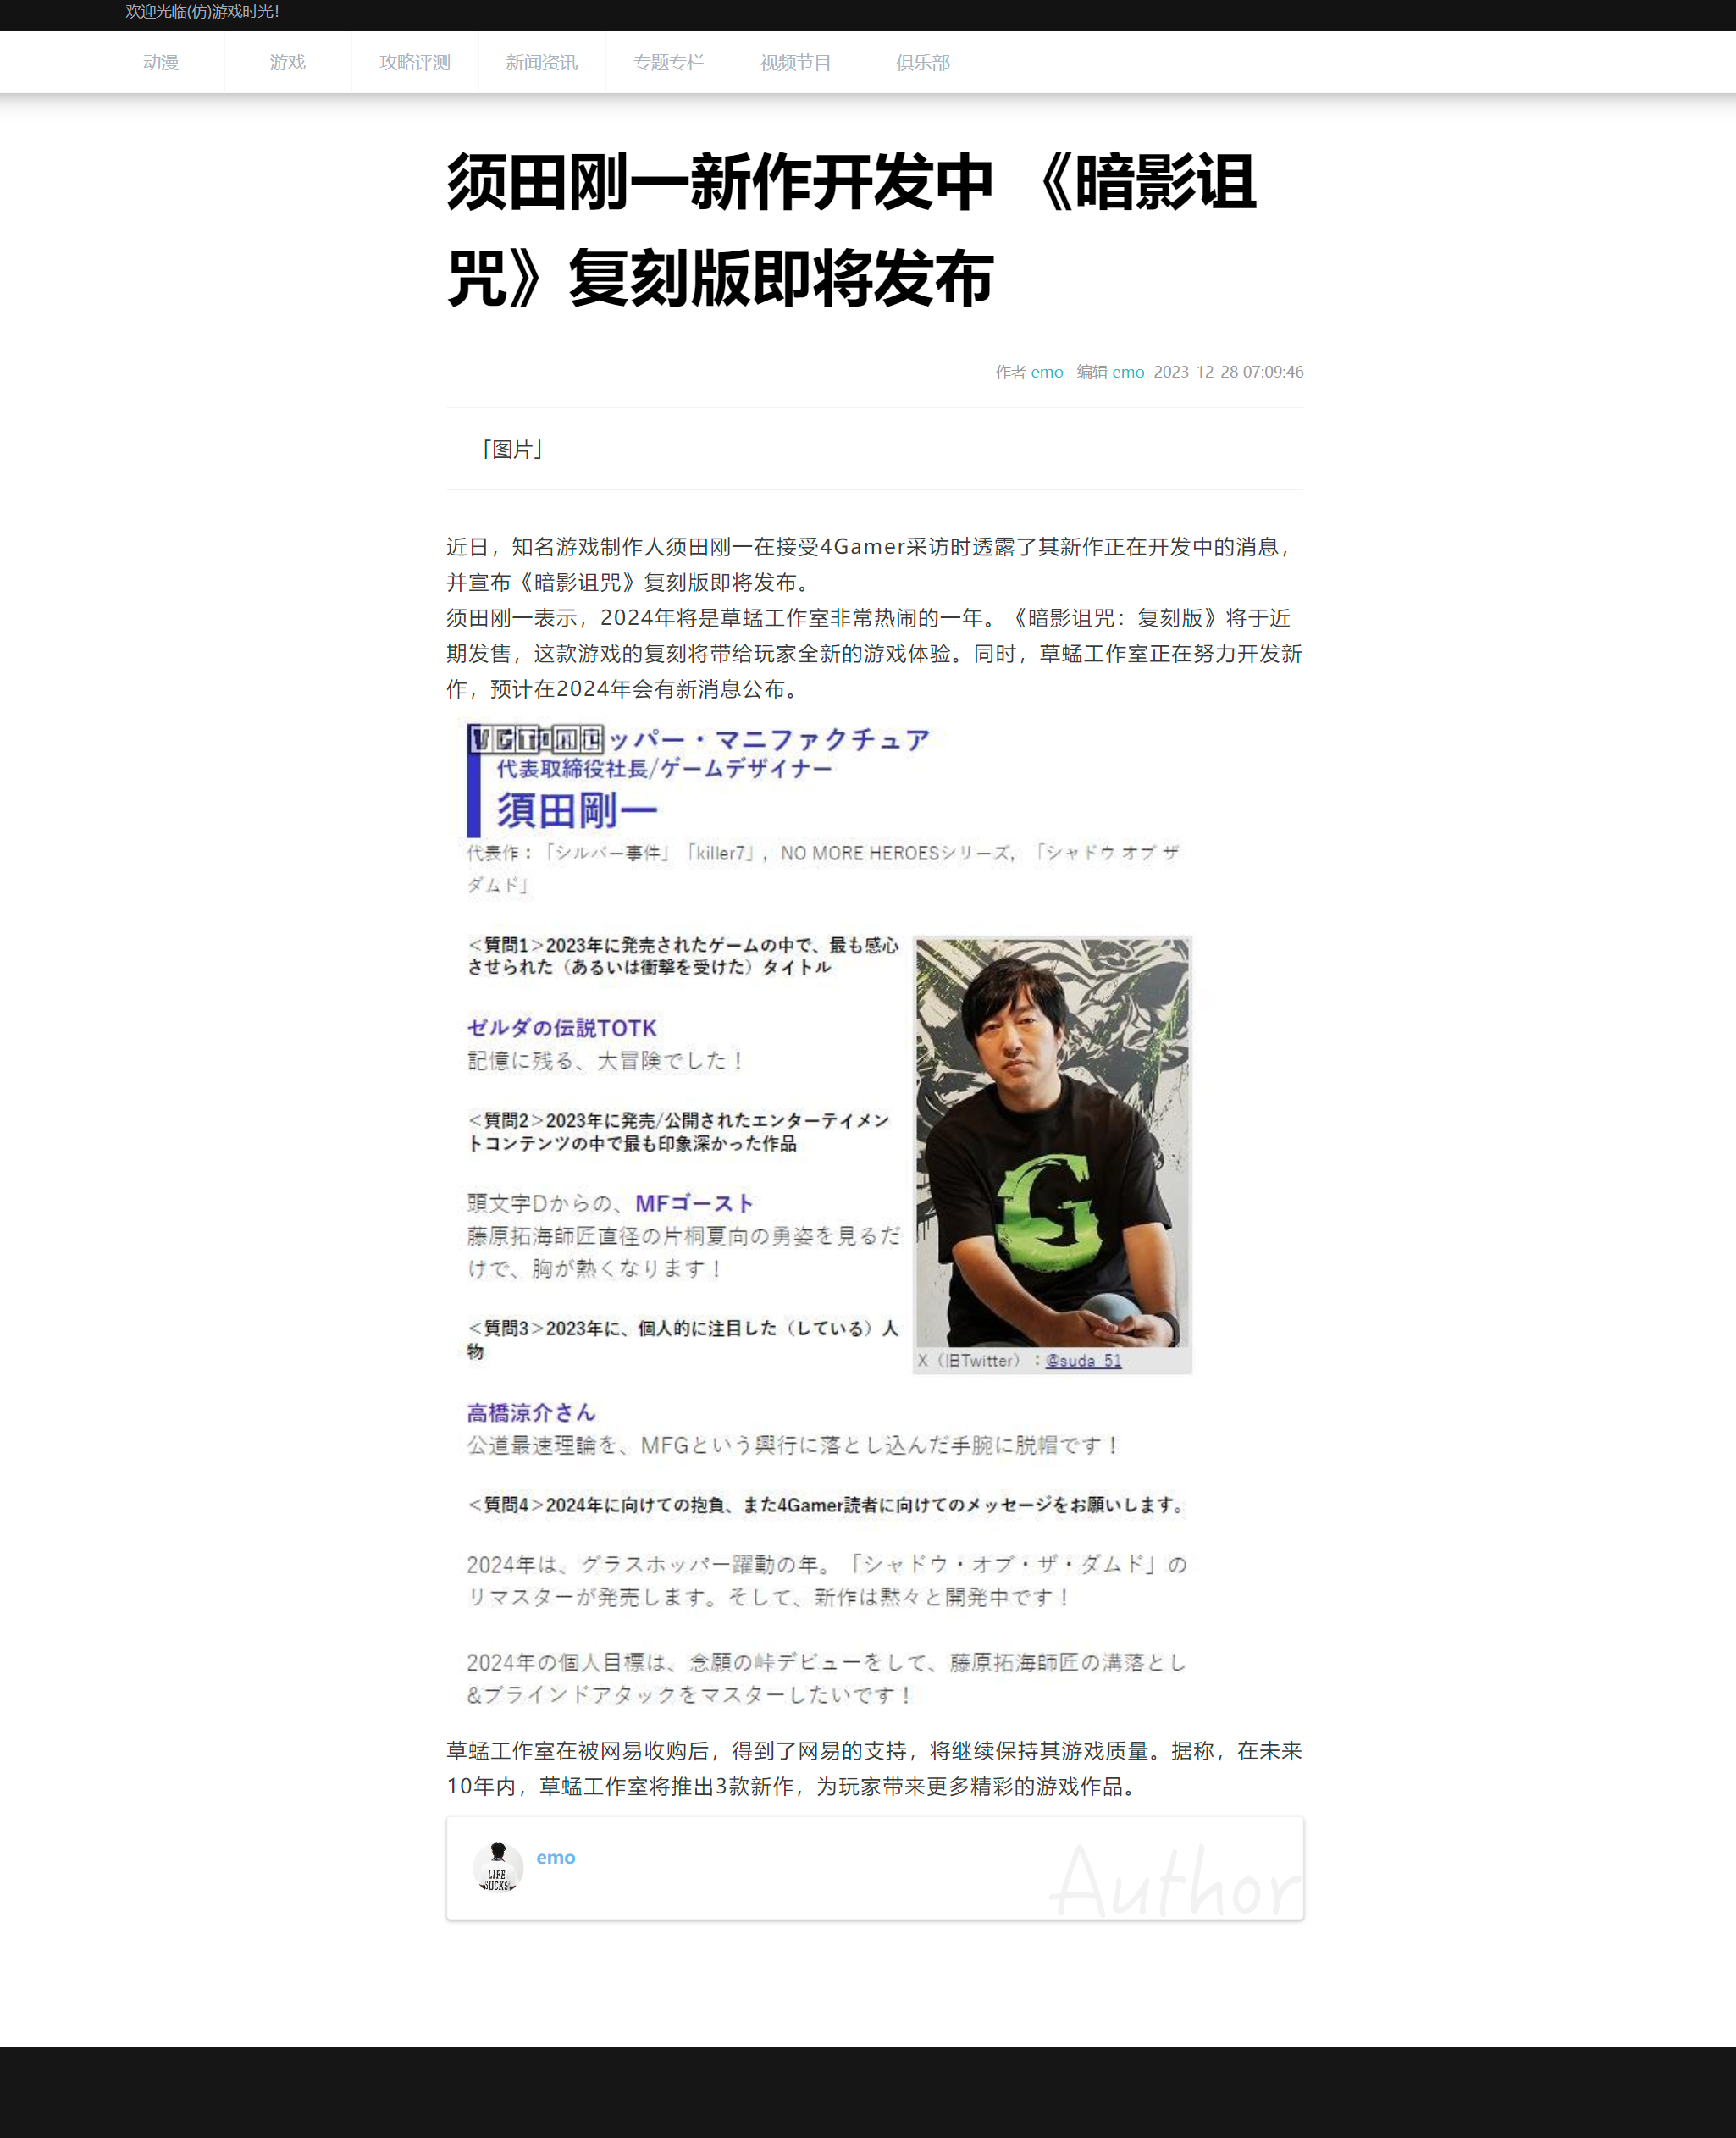 欢迎光临(仿)游戏时光!
动漫 游戏 攻略评测 新闻资讯 专题专栏 视频节目 俱乐部
须田刚一新作开发中 《暗影诅
咒》复刻版即将发布
作者 emo 编辑 emo 2023-12-28 07:09:46
「图片」
近日，知名游戏制作人须田刚一在接受4Gamer采访时透露了其新作正在开发中的消息，
并宣布《暗影诅咒》复刻版即将发布。
须田刚一表示，2024年将是草蜢工作室非常热闹的一年。《暗影诅咒：复刻版》将于近
期发售，这款游戏的复刻将带给玩家全新的游戏体验。同时，草蜢工作室正在努力开发新
作，预计在2024年会有新消息公布。
ッパー・マニファクチュア
代表取締役社長/ゲームデザイナー
須田剛一
代表作：「シルバー事件」「killer7」，NO MORE HEROESシリーズ，「シャドウ オブ ザ
ダムド」
＜質問1＞2023年に発売されたゲームの中で、最も感心
させられた（あるいは衝撃を受けた）タイトル
ゼルダの伝説TOTK
記憶に残る、大冒険でした！
＜質問2＞2023年に発売/公開されたエンターテイメン
トコンテンツの中で最も印象深かった作品
頭文字Dからの、MFゴースト
藤原拓海師匠直径の片桐夏向の勇姿を見るだ
けで、胸が熱くなります！
＜質問3＞2023年に、個人的に注目した（している）人
物
G
X（旧Twitter）：@suda_51
高橋涼介さん
公道最速理論を、MFGという興行に落とし込んだ手腕に脱帽です！
＜質問4＞2024年に向けての抱負、また4Gamer読者に向けてのメッセージをお願いします。
2024年は、グラスホッパー躍動の年。「シャドウ・オブ・ザ・ダムド」の
リマスターが発売します。そして、新作は黙々と開発中です！
2024年の個人目標は、念願の峠デビューをして、藤原拓海師匠の溝落とし
&ブラインドアタックをマスターしたいです！
草蜢工作室在被网易收购后，得到了网易的支持，将继续保持其游戏质量。据称，在未来
10年内，草蜢工作室将推出3款新作，为玩家带来更多精彩的游戏作品。
LIFE
SUCKS
emo
Author